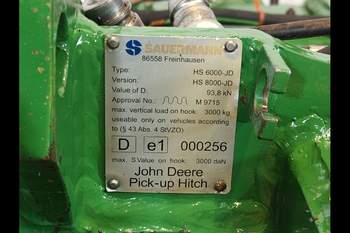 SAUERMANN
86558 Freinhausen
Type: HS 6000-JD
Version: HS 8000-JD
Value of D: 93,8 kN
Approval No.: M 9715
max. vertical load on hook: 3000 kg
useable only on vehicles according
to (§ 43 Abs. 4 StVZO)
D e1 000256
max. S Value on hook: 3000 daN
John Deere
Pick-up Hitch